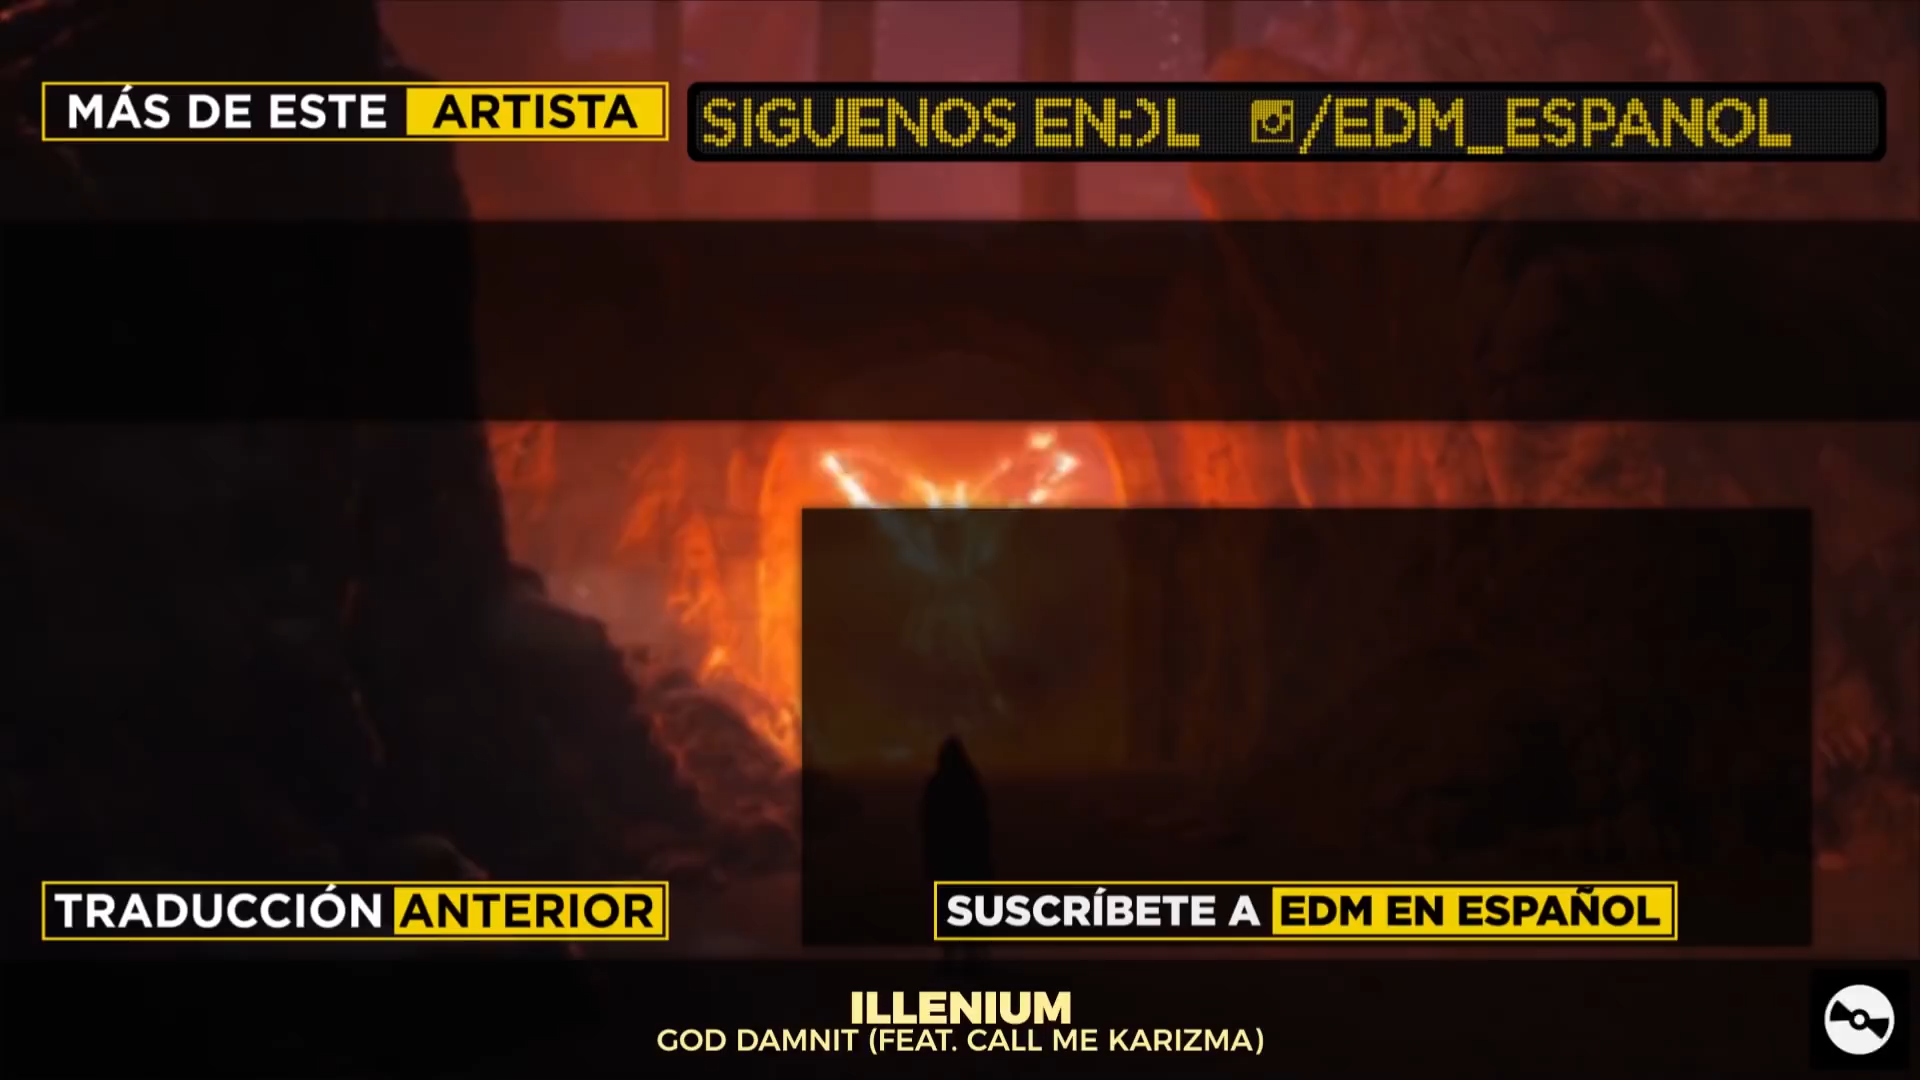 MÁS DE ESTE ARTISTA
SIGUENOS EN: /EDM_ESPANOL
TRADUCCIÓN ANTERIOR
SUSCRÍBETE A EDM EN ESPAÑOL
ILLENIUM
GOD DAMNIT (FEAT. CALL ME KARIZMA)